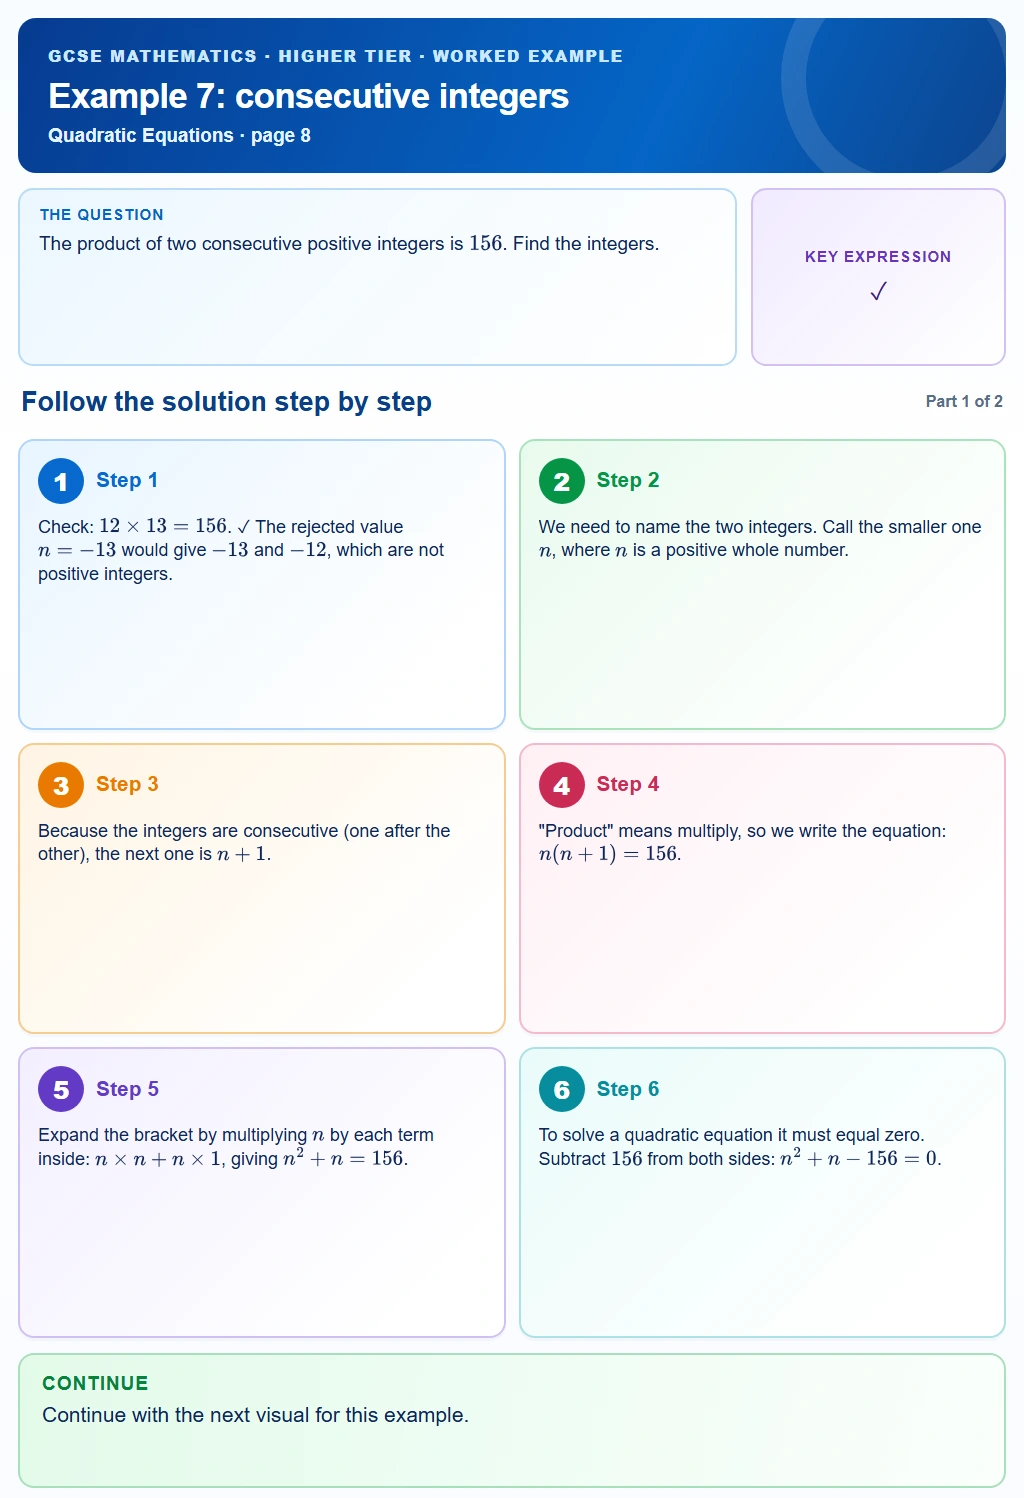 GCSE MATHEMATICS · HIGHER TIER · WORKED EXAMPLE
Example 7: consecutive integers
Quadratic Equations · page 8
THE QUESTION
The product of two consecutive positive integers is 156. Find the integers.
KEY EXPRESSION
✓
Follow the solution step by step
Part 1 of 2
1 Step 1
Check: 12 × 13 = 156. ✓ The rejected value
n = −13 would give −13 and −12, which are not
positive integers.
2 Step 2
We need to name the two integers. Call the smaller one
n, where n is a positive whole number.
3 Step 3
Because the integers are consecutive (one after the
other), the next one is n + 1.
4 Step 4
"Product" means multiply, so we write the equation:
n(n + 1) = 156.
5 Step 5
Expand the bracket by multiplying n by each term
inside: n × n + n × 1, giving n² + n = 156.
6 Step 6
To solve a quadratic equation it must equal zero.
Subtract 156 from both sides: n² + n − 156 = 0.
CONTINUE
Continue with the next visual for this example.